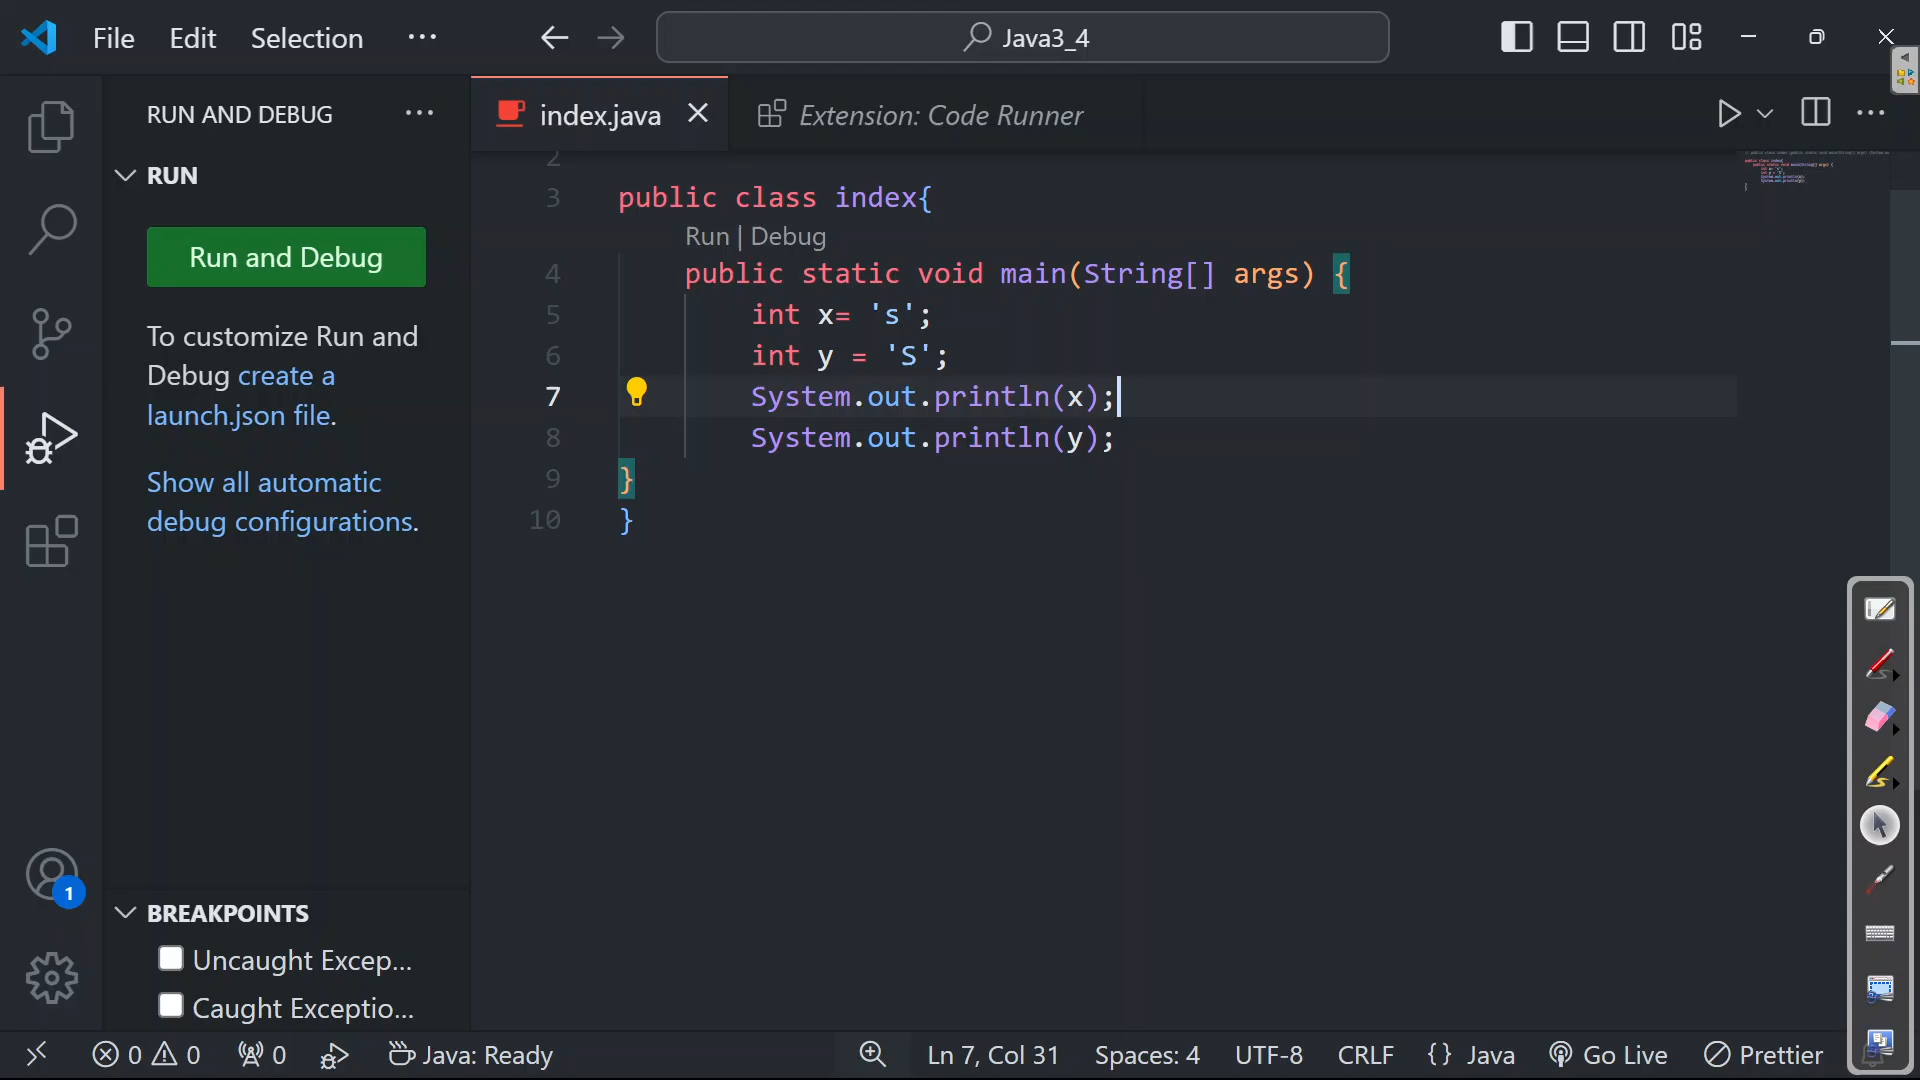 File Edit Selection ··· Java3_4
RUN AND DEBUG ···
index.java Extension: Code Runner
RUN
Run and Debug
To customize Run and
Debug create a
launch.json file.
Show all automatic
debug configurations.
2
3 public class index{
Run | Debug
4 public static void main(String[] args) {
5 int x= 's';
6 int y = 'S';
7 System.out.println(x);
8 System.out.println(y);
9 }
10 }
1
BREAKPOINTS
Uncaught Excep...
Caught Exceptio...
0 0 0 Java: Ready Ln 7, Col 31 Spaces: 4 UTF-8 CRLF {} Java Go Live Prettier